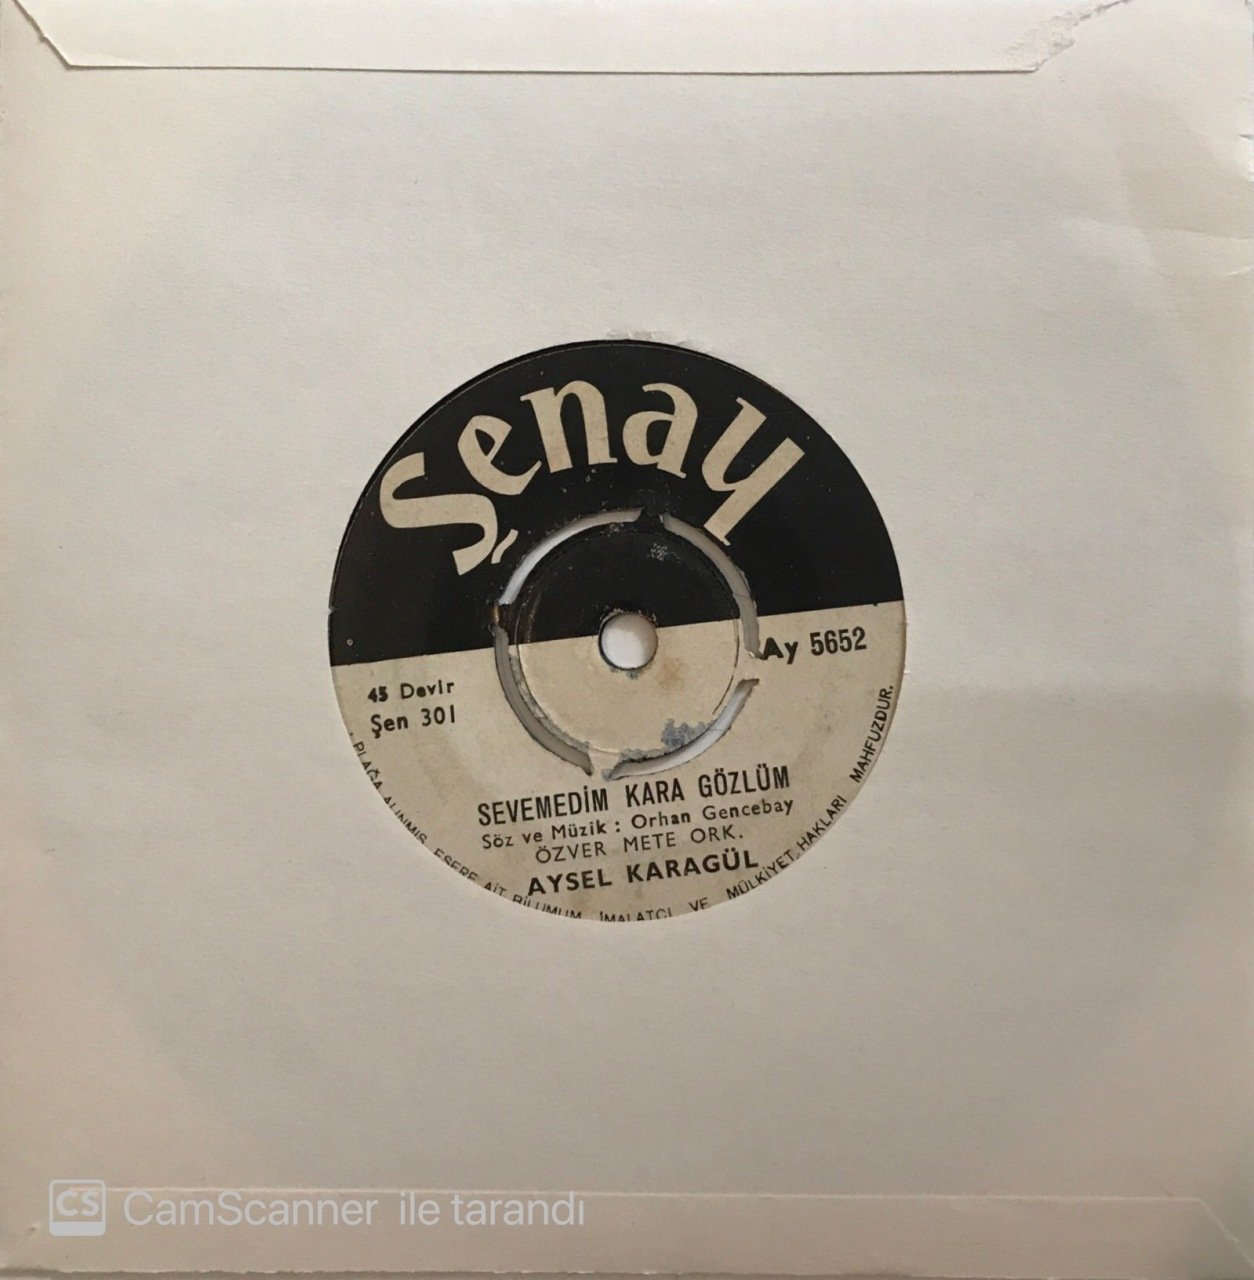 Şenay
Ay 5652
45 Devir
Şen 301
SEVEMEDİM KARA GÖZLÜM
Söz ve Müzik : Orhan Gencebay
ÖZVER METE ORK.
AYSEL KARAGÜL
PLAĞA ALINMIŞ ESERE AİT BİLUMUM İMALATÇI VE MÜLKİYET HAKLARI MAHFUZDUR.
CS CamScanner ile tarandı